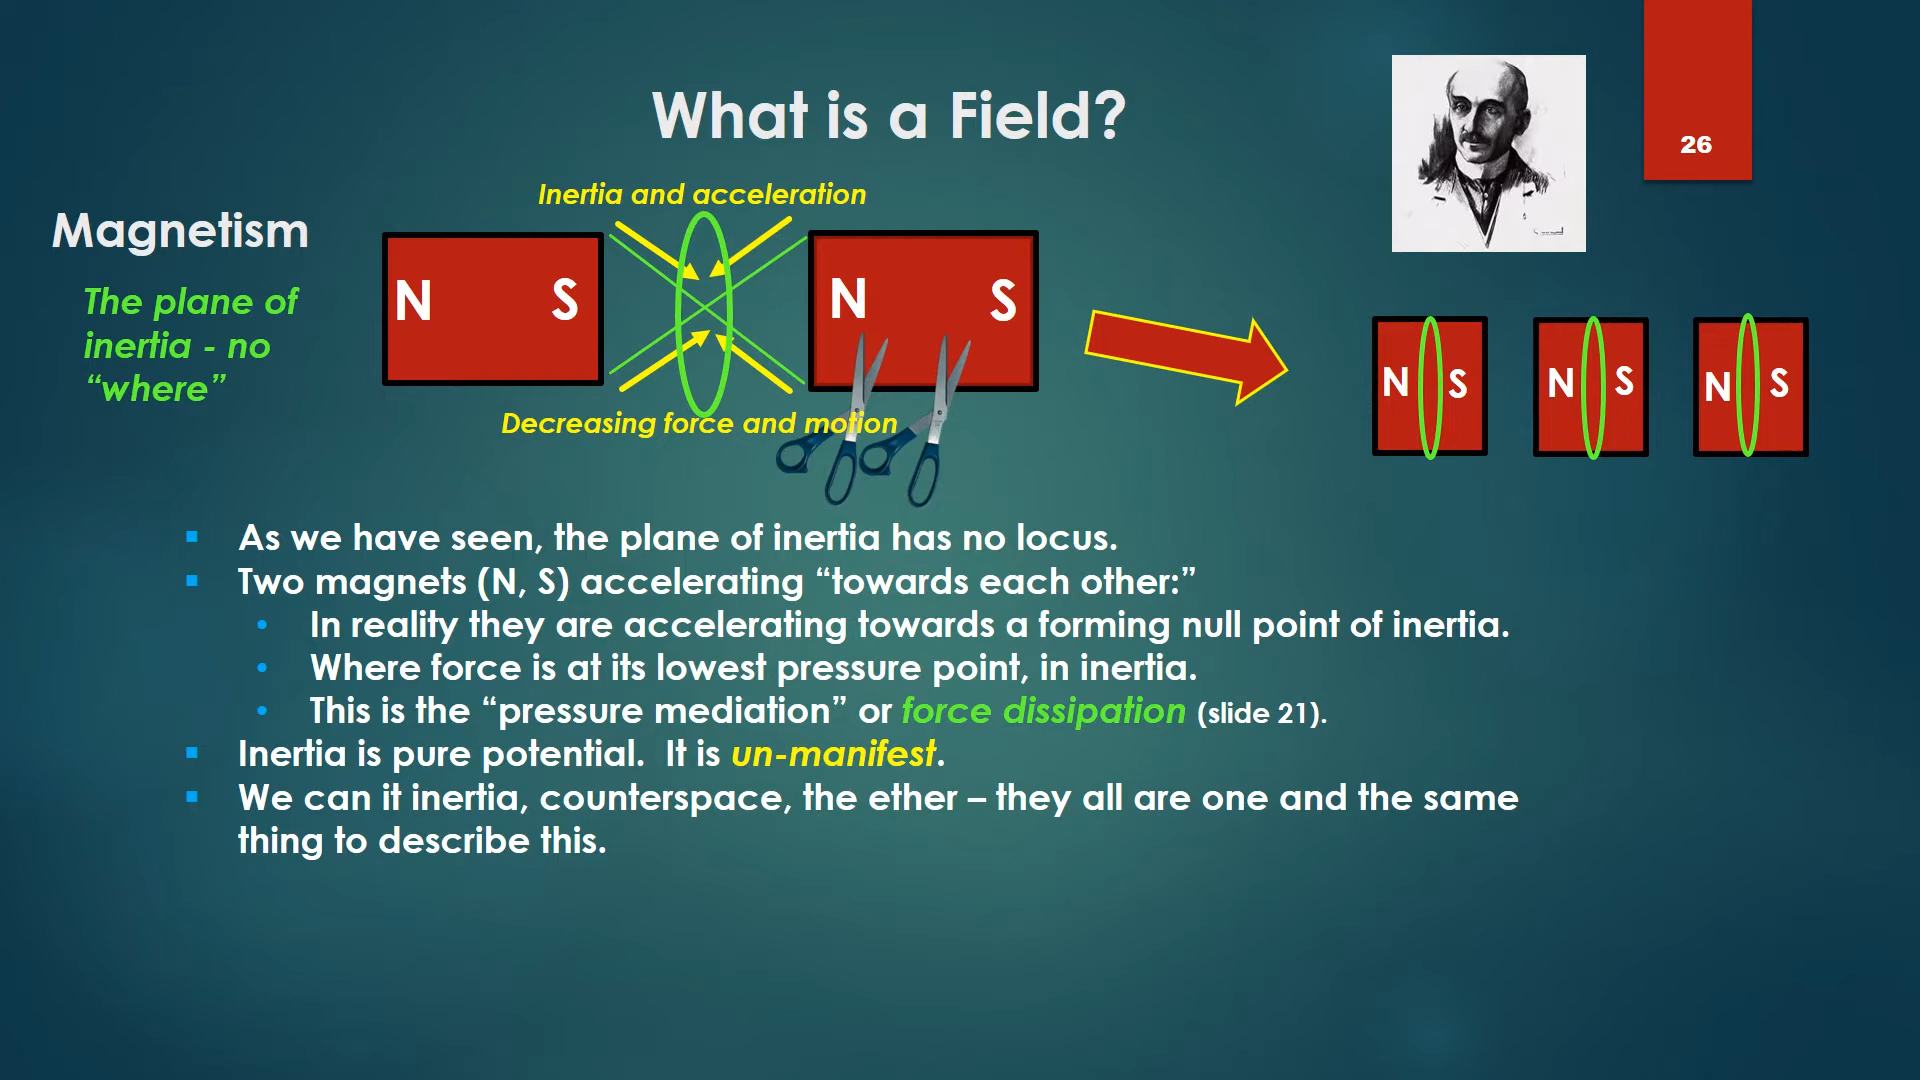 What is a Field?
26
Inertia and acceleration
Magnetism
The plane of
inertia - no
“where”
N S N S
Decreasing force and motion
N S N S N S
As we have seen, the plane of inertia has no locus.
Two magnets (N, S) accelerating “towards each other:”
In reality they are accelerating towards a forming null point of inertia.
Where force is at its lowest pressure point, in inertia.
This is the “pressure mediation” or force dissipation (slide 21).
Inertia is pure potential.  It is un-manifest.
We can it inertia, counterspace, the ether – they all are one and the same
thing to describe this.